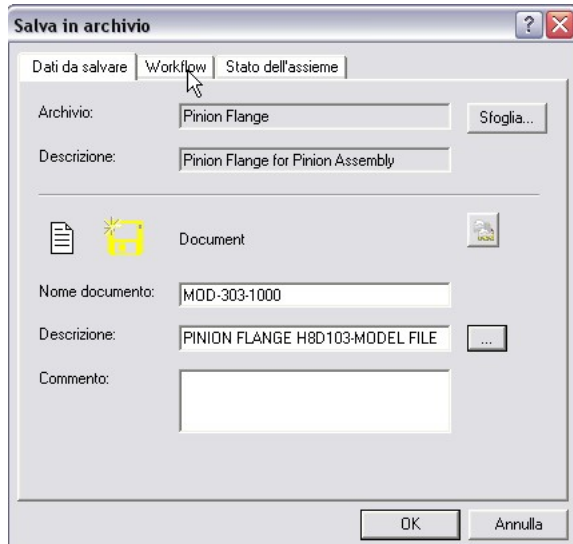 Salva in archivio
Dati da salvare Workflow Stato dell'assieme
Archivio: Pinion Flange Sfoglia...
Descrizione: Pinion Flange for Pinion Assembly
Document
Nome documento: MOD-303-1000
Descrizione: PINION FLANGE H8D103-MODEL FILE ...
Commento:
OK Annulla